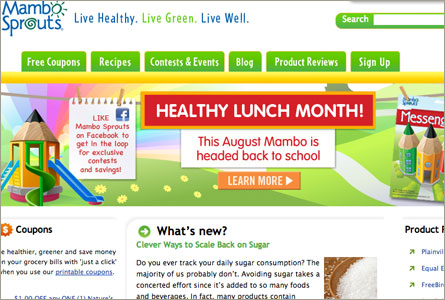 Mambo
Sprouts
Live Healthy. Live Green. Live Well.
Search
Free Coupons
Recipes
Contests & Events
Blog
Product Reviews
Sign Up
LIKE
Mambo Sprouts
on Facebook to
get in the loop
for exclusive
contests
and savings!
HEALTHY LUNCH MONTH!
This August Mambo is
headed back to school
LEARN MORE
Messeng
Coupons
e healthier, greener and save money
n your grocery bills with "just a click"
when you use our printable coupons.
$1.00 OFF any ONE (1) Nature's
What's new?
Clever Ways to Scale Back on Sugar
Do you ever track your daily sugar consumption? The
majority of us probably don't. Avoiding sugar takes a
concerted effort since it's added to so many foods
and beverages. In fact, many products contain
Product R
Plainvil
Equal E
FreeBir